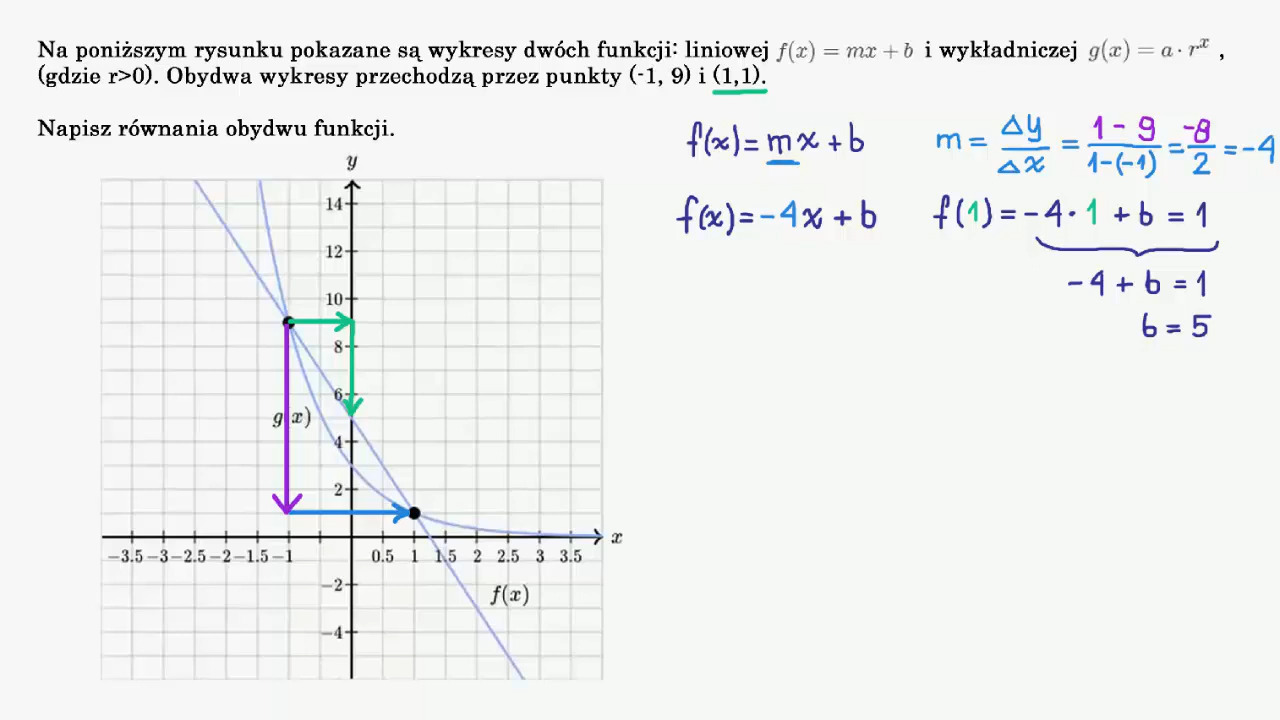 Na poniższym rysunku pokazane są wykresy dwóch funkcji: liniowej f(x) = mx + b i wykładniczej g(x) = a · r^x ,
(gdzie r>0). Obydwa wykresy przechodzą przez punkty (-1, 9) i (1,1).
Napisz równania obydwu funkcji.
f(x) = mx + b
m = Δy/Δx = 1 - 9/1-(-1) = -8/2 = -4
f(x) = -4x + b
f(1) = -4 · 1 + b = 1
-4 + b = 1
b = 5
y
14
12
10
8
6
g(x)
4
2
x
-3.5 -3 -2.5 -2 -1.5 -1 0.5 1 1.5 2 2.5 3 3.5
-2
f(x)
-4